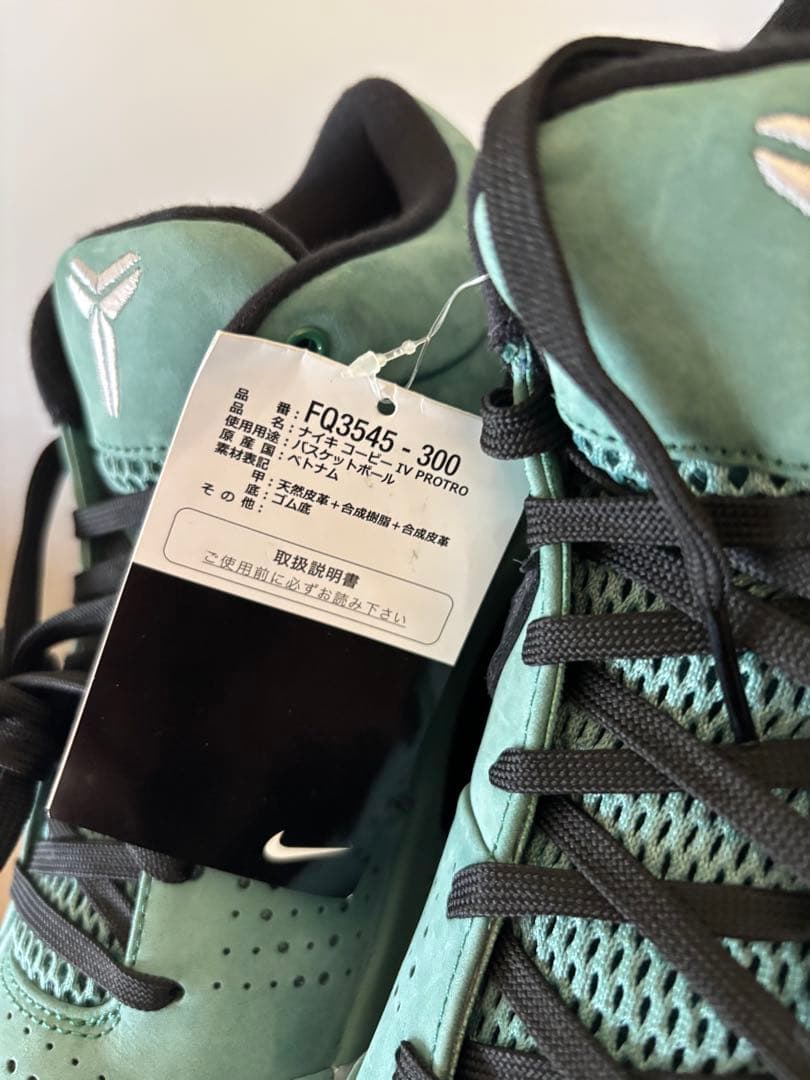 品番：FQ3545-300
品名：ナイキ コービー IV PROTRO
使用用途：バスケットボール
原産国：ベトナム
素材表記
甲：天然皮革＋合成樹脂＋合成皮革
底：ゴム底
その他：
取扱説明書
ご使用前に必ずお読み下さい